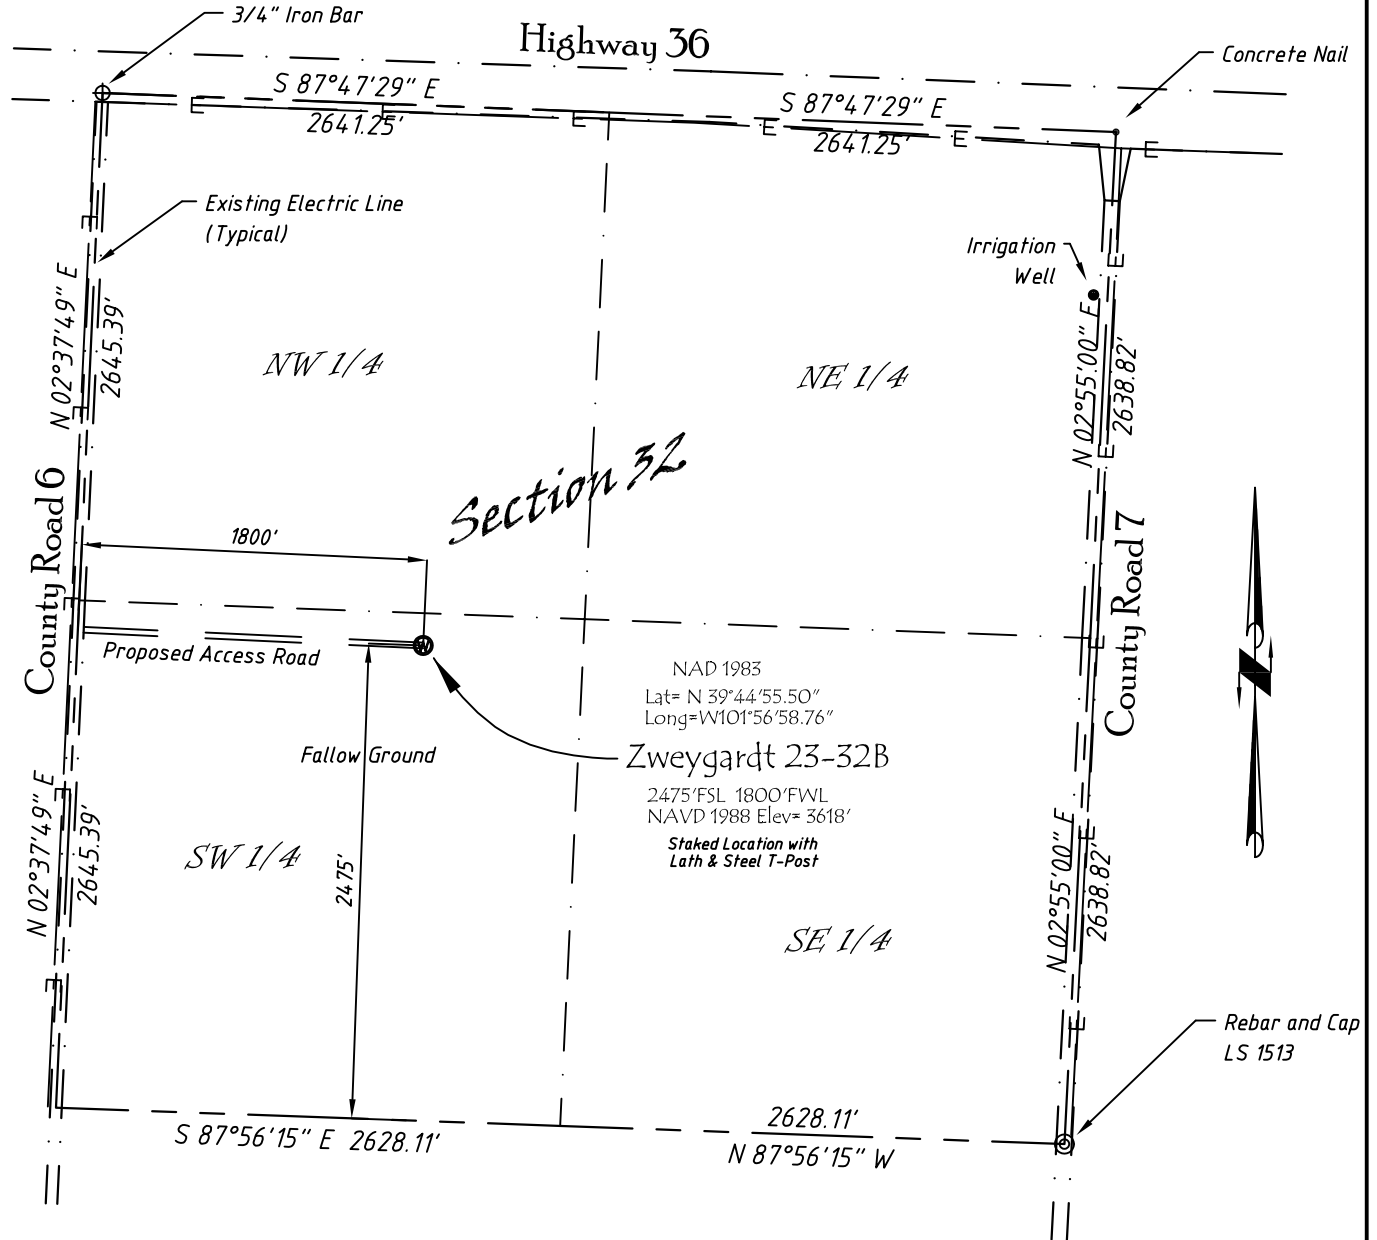 3/4" Iron Bar
Highway 36
Concrete Nail
S 87°47'29" E
2641.25'
S 87°47'29" E
2641.25'
E
E
E
E
E
E
Existing Electric Line
(Typical)
Irrigation
Well
E
E
N 02°37'49" E
2645.39'
N 02°55'00" E
2638.82'
NW 1/4
NE 1/4
E
E
Section 32
County Road 6
County Road 7
1800'
E
E
Proposed Access Road
W
NAD 1983
Lat= N 39°44'55.50"
Long=W101°56'58.76"
Fallow Ground
Zweygardt 23-32B
2475'FSL 1800'FWL
NAVD 1988 Elev= 3618'
Staked Location with
Lath & Steel T-Post
N 02°37'49" E
2645.39'
E
SW 1/4
2475'
N 02°55'00" E
2638.82'
E
SE 1/4
E
E
Rebar and Cap
LS 1513
S 87°56'15" E 2628.11'
2628.11'
N 87°56'15" W
N